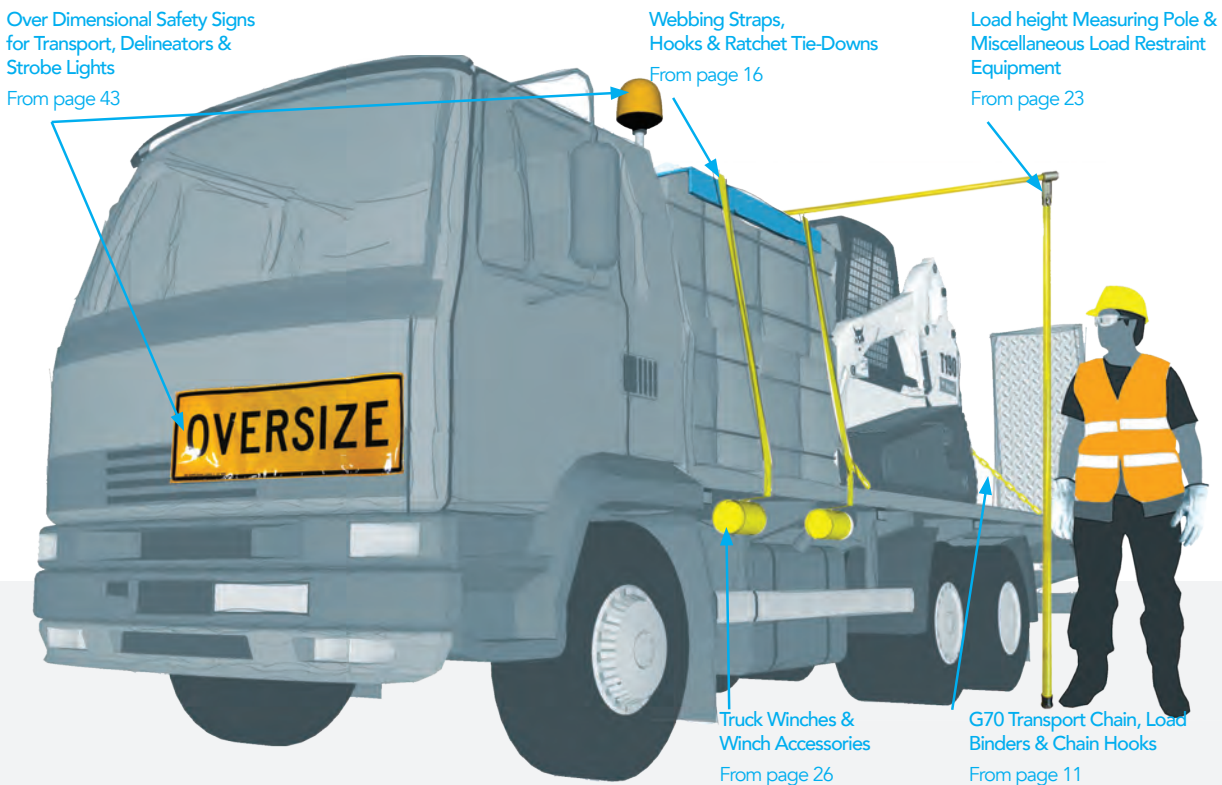 Over Dimensional Safety Signs
for Transport, Delineators &
Strobe Lights
From page 43
Webbing Straps,
Hooks & Ratchet Tie-Downs
From page 16
Load height Measuring Pole &
Miscellaneous Load Restraint
Equipment
From page 23
T190
OVERSIZE
Truck Winches &
Winch Accessories
From page 26
G70 Transport Chain, Load
Binders & Chain Hooks
From page 11